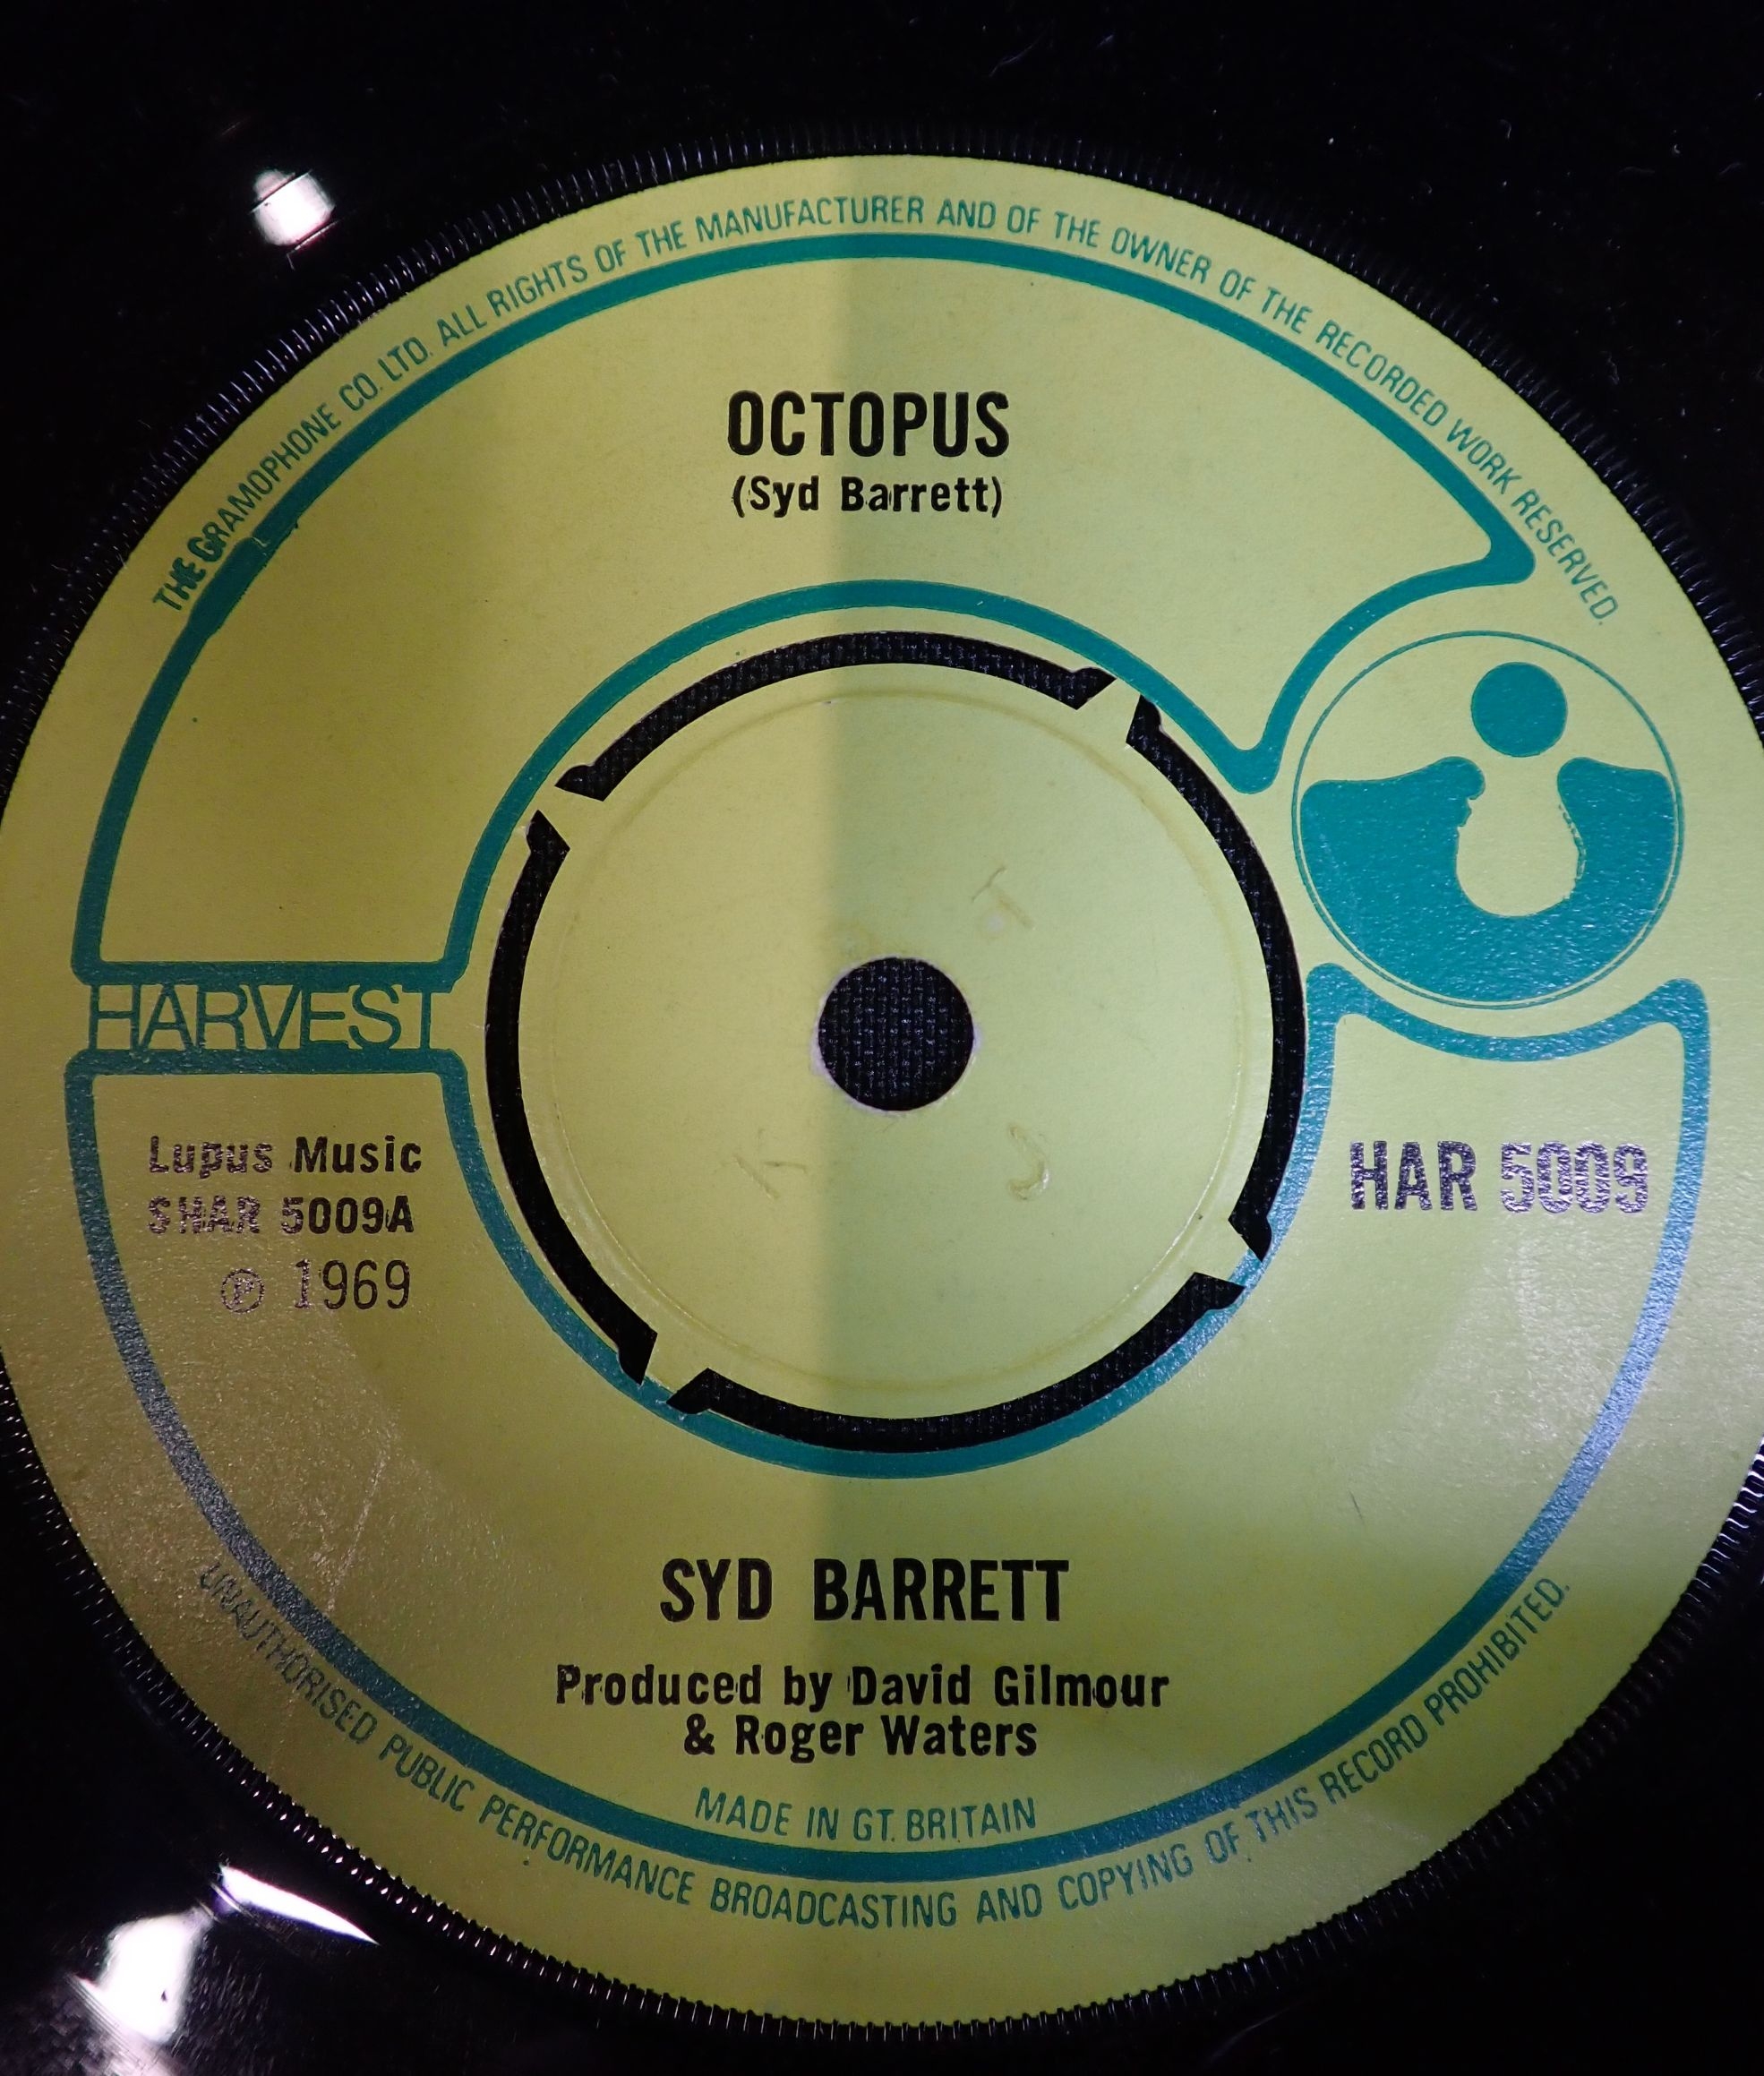 THE GRAMOPHONE CO. LTD. ALL RIGHTS OF THE MANUFACTURER AND OF THE OWNER OF THE RECORDED WORK RESERVED.
OCTOPUS
(Syd Barrett)
HARVEST
T
K
J
Lupus Music
SHAR 5009A
℗ 1969
HAR 5009
SYD BARRETT
Produced by David Gilmour
& Roger Waters
MADE IN GT. BRITAIN
UNAUTHORISED PUBLIC PERFORMANCE BROADCASTING AND COPYING OF THIS RECORD PROHIBITED.